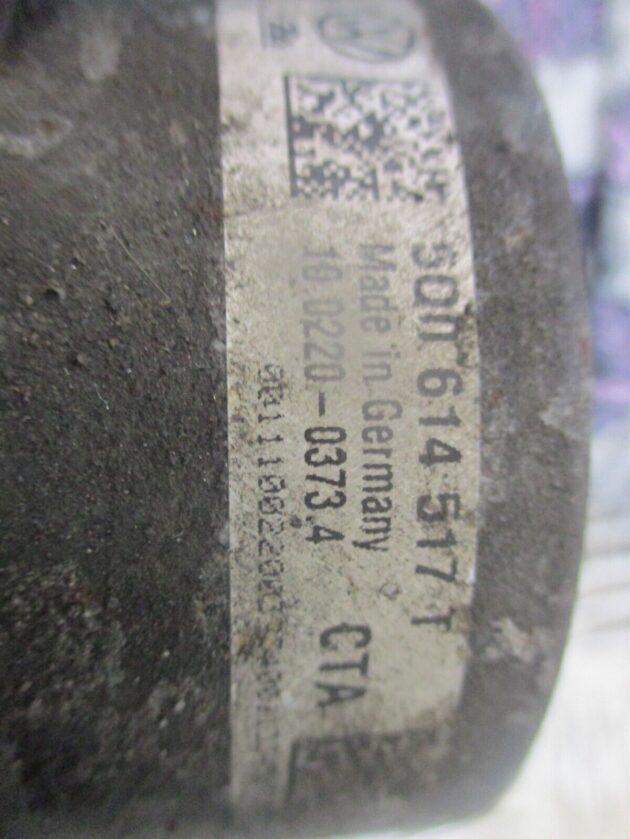 5Q0 614 517 T
Made in Germany
10.0220-0373.4 CTA